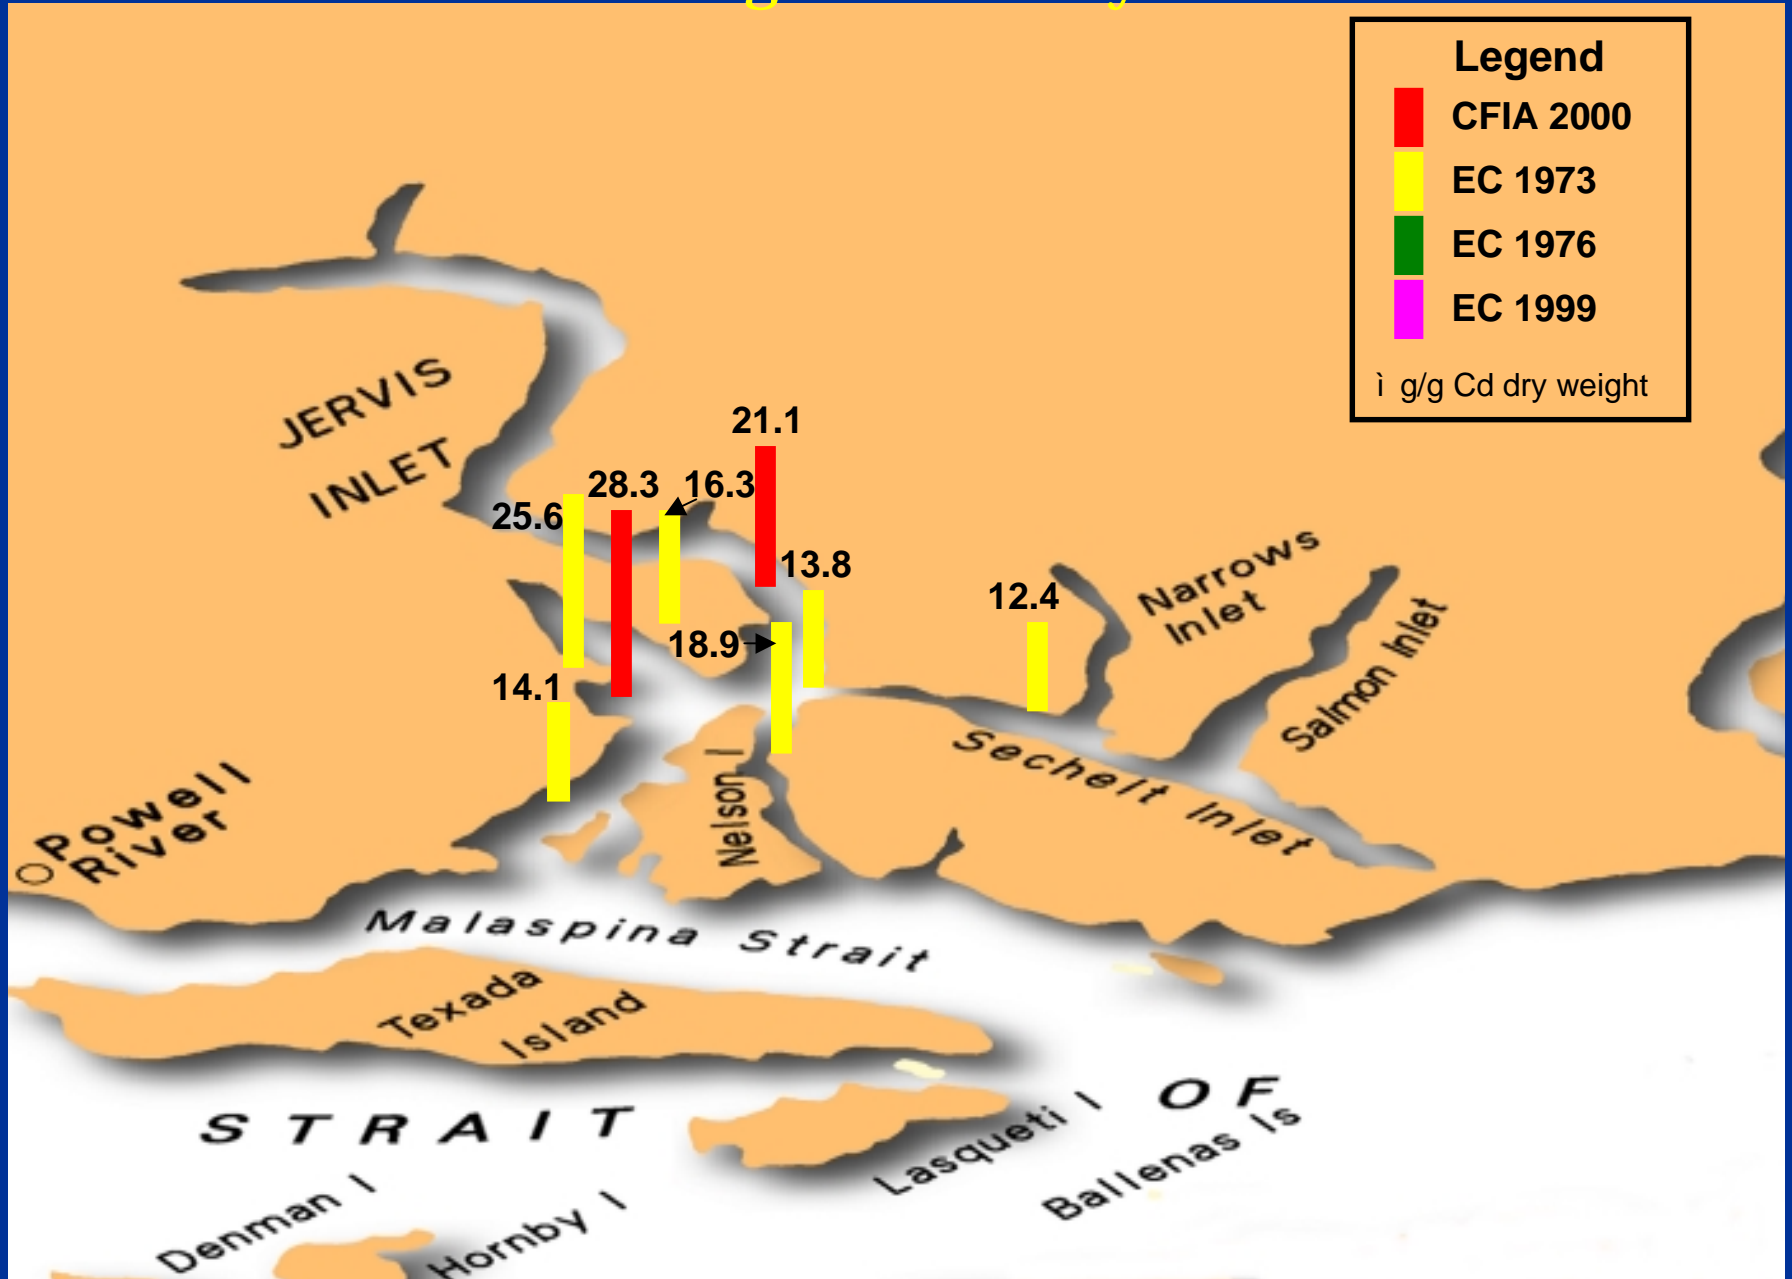 Legend
CFIA 2000
EC 1973
EC 1976
EC 1999
ì g/g Cd dry weight
JERVIS
INLET
21.1
28.3
16.3
25.6
13.8
12.4
18.9
14.1
Narrows
Inlet
Salmon Inlet
Sechelt Inlet
Nelson I
Powell
River
Malaspina Strait
Texada
Island
STRAIT OF
Lasqueti I
Ballenas Is
Denman I
Hornby I